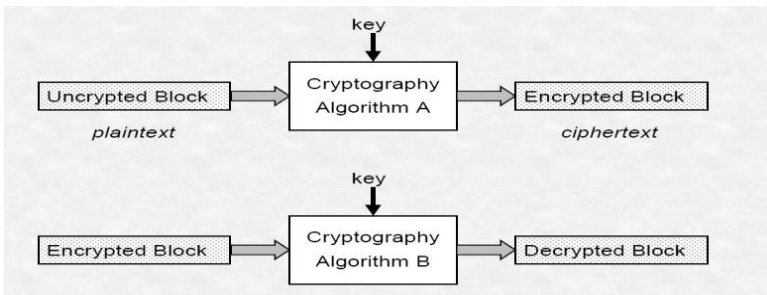 key
Uncrypted Block
Cryptography
Algorithm A
Encrypted Block
plaintext
ciphertext
key
Encrypted Block
Cryptography
Algorithm B
Decrypted Block